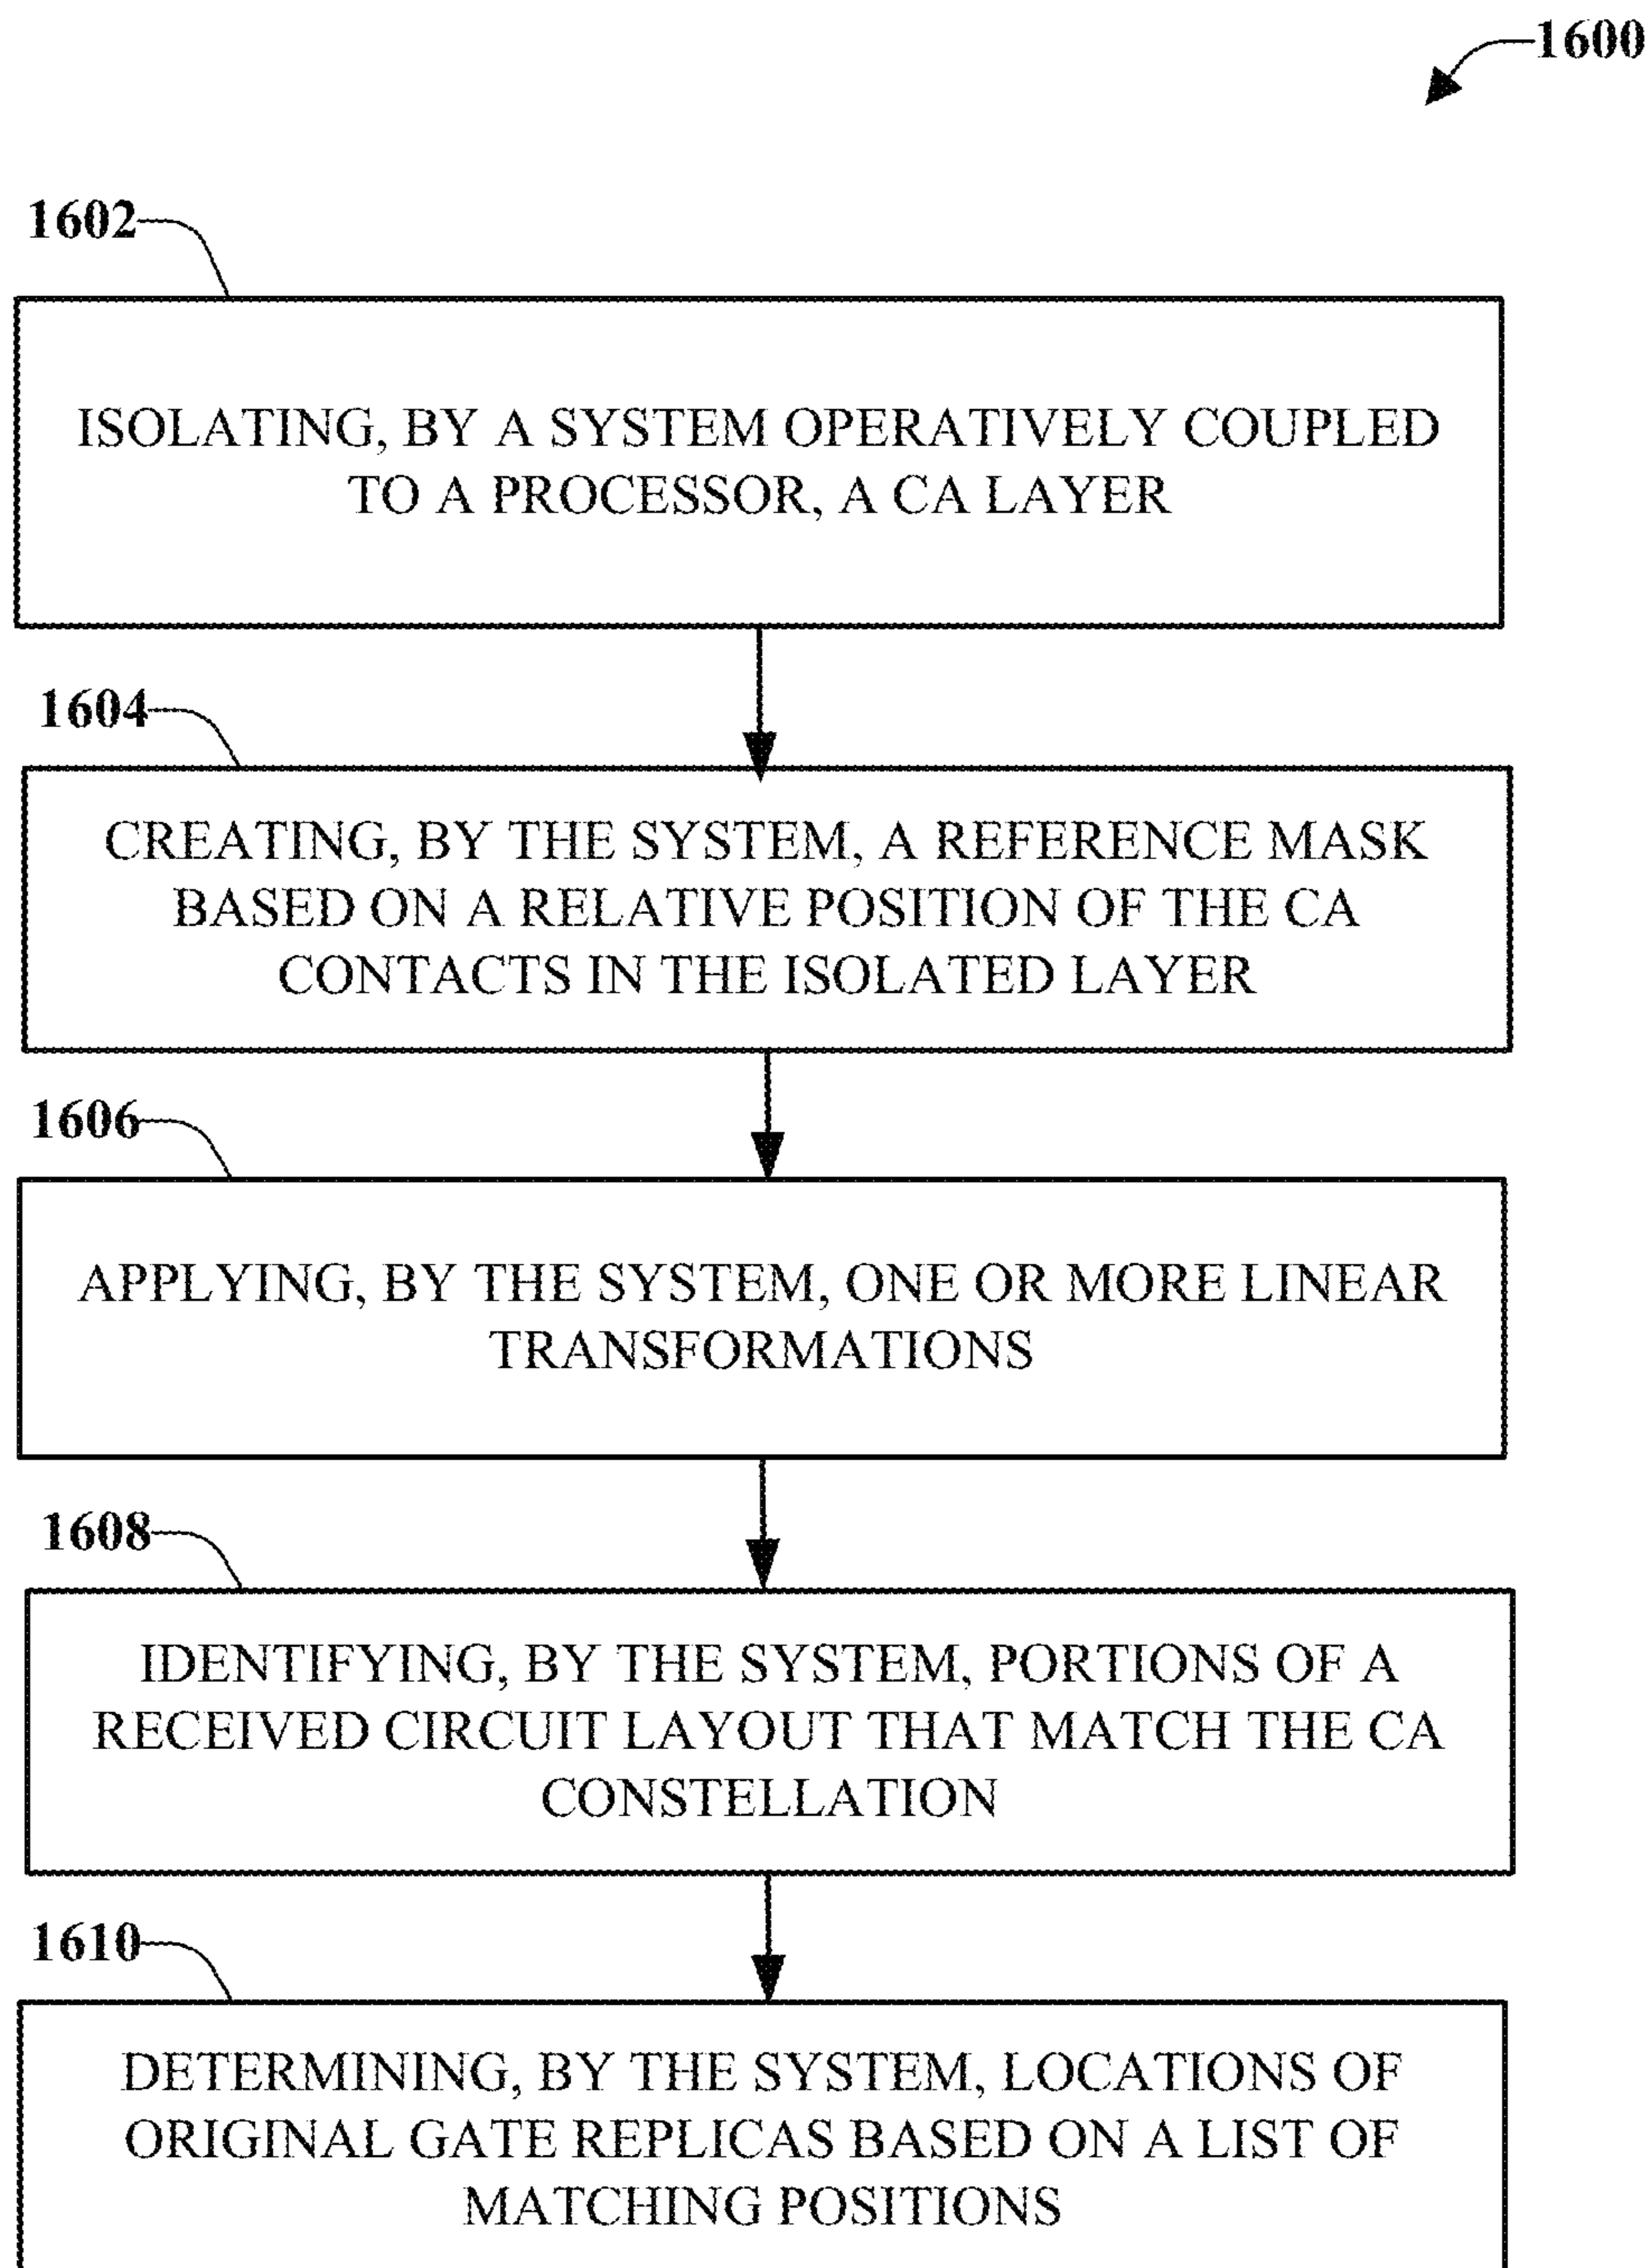 1600
1602
ISOLATING, BY A SYSTEM OPERATIVELY COUPLED
TO A PROCESSOR, A CA LAYER
1604
CREATING, BY THE SYSTEM, A REFERENCE MASK
BASED ON A RELATIVE POSITION OF THE CA
CONTACTS IN THE ISOLATED LAYER
1606
APPLYING, BY THE SYSTEM, ONE OR MORE LINEAR
TRANSFORMATIONS
1608
IDENTIFYING, BY THE SYSTEM, PORTIONS OF A
RECEIVED CIRCUIT LAYOUT THAT MATCH THE CA
CONSTELLATION
1610
DETERMINING, BY THE SYSTEM, LOCATIONS OF
ORIGINAL GATE REPLICAS BASED ON A LIST OF
MATCHING POSITIONS